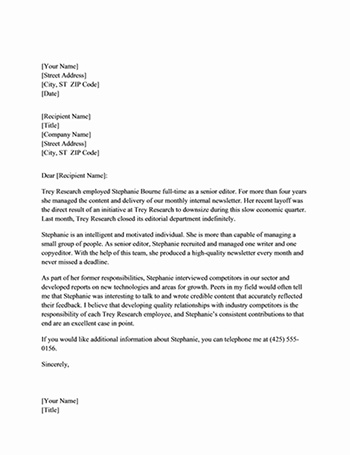 [Your Name]
[Street Address]
[City, ST  ZIP Code]
[Date]
[Recipient Name]
[Title]
[Company Name]
[Street Address]
[City, ST  ZIP Code]
Dear [Recipient Name]:
Trey Research employed Stephanie Bourne full-time as a senior editor. For more than four years
she managed the content and delivery of our monthly internal newsletter. Her recent layoff was
the direct result of an initiative at Trey Research to downsize during this slow economic quarter.
Last month, Trey Research closed its editorial department indefinitely.
Stephanie is an intelligent and motivated individual. She is more than capable of managing a
small group of people. As senior editor, Stephanie recruited and managed one writer and one
copyeditor. With the help of this team, she produced a high-quality newsletter every month and
never missed a deadline.
As part of her former responsibilities, Stephanie interviewed competitors in our sector and
developed reports on new technologies and areas for growth. Peers in my field would often tell
me that Stephanie was interesting to talk to and wrote credible content that accurately reflected
their feedback. I believe that developing quality relationships with industry competitors is the
responsibility of each Trey Research employee, and Stephanie's consistent contributions to that
end are an excellent case in point.
If you would like additional information about Stephanie, you can telephone me at (425) 555-
0156.
Sincerely,
[Your Name]
[Title]